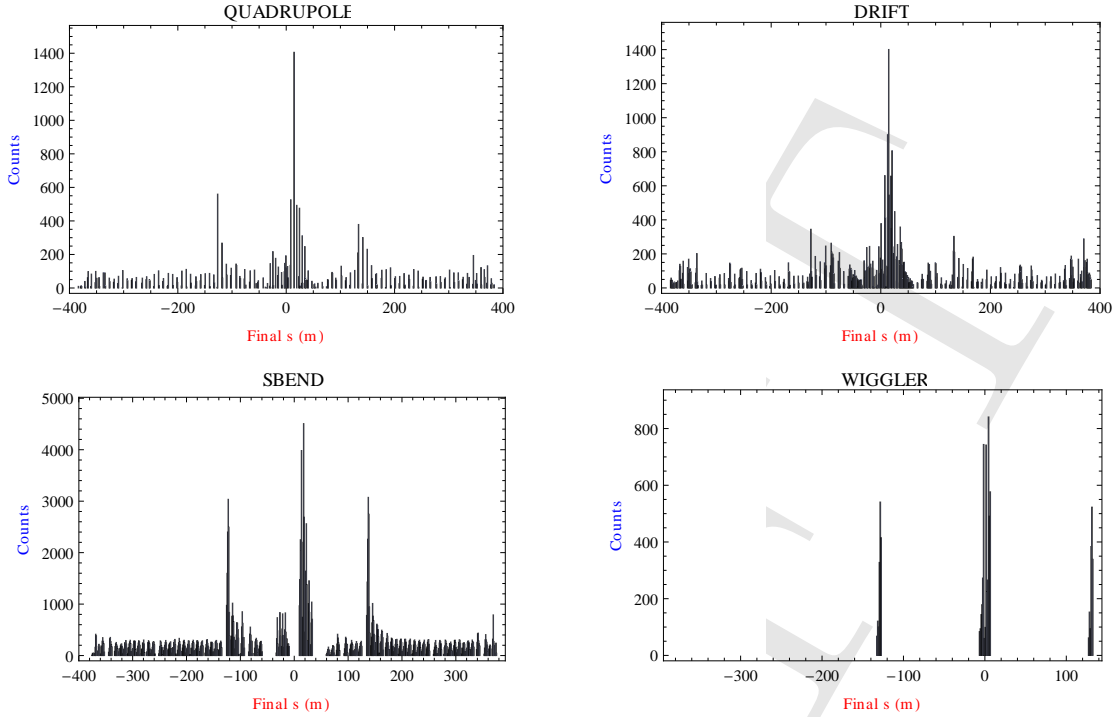 QUADRUPOLE
1400
1200
1000
800
600
400
200
0
Counts
−400 −200 0 200 400
Final s (m)
DRIFT
1400
1200
1000
800
600
400
200
0
Counts
−400 −200 0 200 400
Final s (m)
SBEND
5000
4000
3000
2000
1000
0
Counts
−400 −300 −200 −100 0 100 200 300
Final s (m)
WIGGLER
800
600
400
200
0
Counts
−300 −200 −100 0 100
Final s (m)